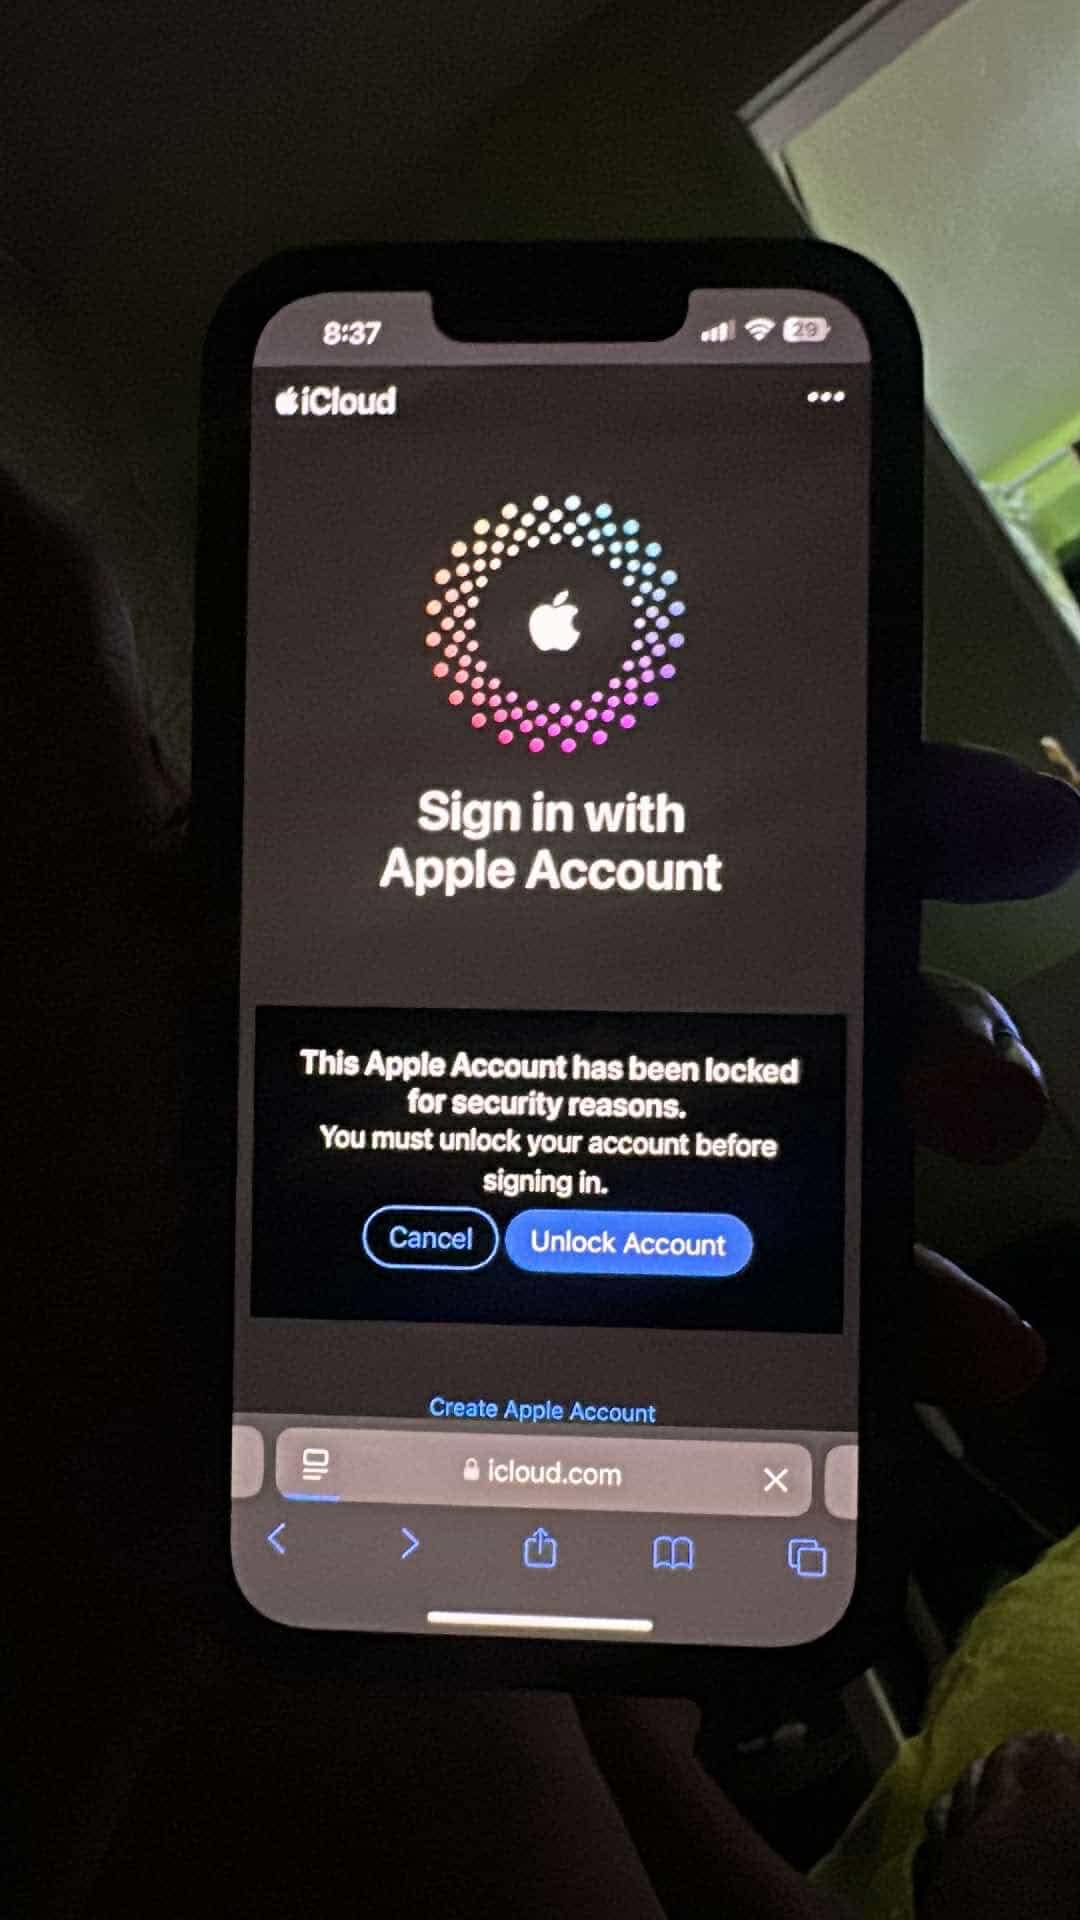 8:37
29
iCloud
Sign in with
Apple Account
This Apple Account has been locked
for security reasons.
You must unlock your account before
signing in.
Cancel
Unlock Account
Create Apple Account
icloud.com